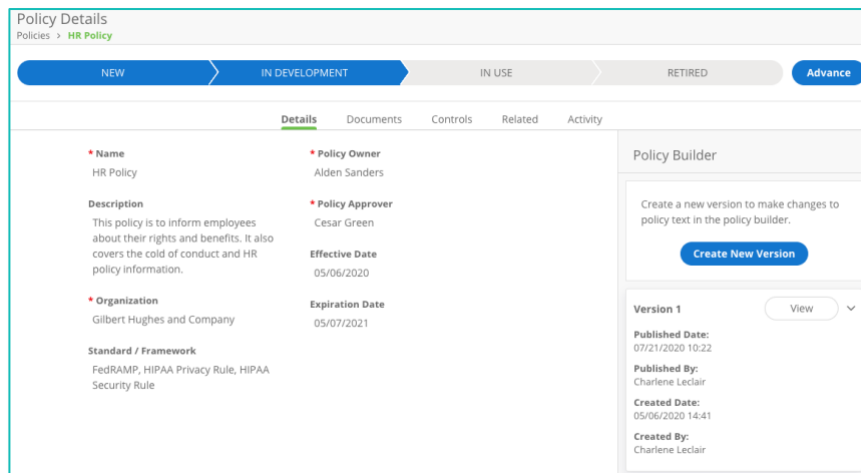 Policy Details
Policies > HR Policy
NEW
IN DEVELOPMENT
IN USE
RETIRED
Advance
Details
Documents
Controls
Related
Activity
* Name
HR Policy
Description
This policy is to inform employees
about their rights and benefits. It also
covers the cold of conduct and HR
policy information.
* Organization
Gilbert Hughes and Company
Standard / Framework
FedRAMP, HIPAA Privacy Rule, HIPAA
Security Rule
* Policy Owner
Alden Sanders
* Policy Approver
Cesar Green
Effective Date
05/06/2020
Expiration Date
05/07/2021
Policy Builder
Create a new version to make changes to
policy text in the policy builder.
Create New Version
Version 1
View
Published Date:
07/21/2020 10:22
Published By:
Charlene Leclair
Created Date:
05/06/2020 14:41
Created By:
Charlene Leclair